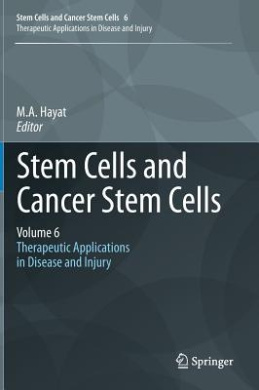 Stem Cells and Cancer Stem Cells 6
Therapeutic Applications in Disease and Injury
M.A. Hayat
Editor
Stem Cells and
Cancer Stem Cells
Volume 6
Therapeutic Applications
in Disease and Injury
Springer